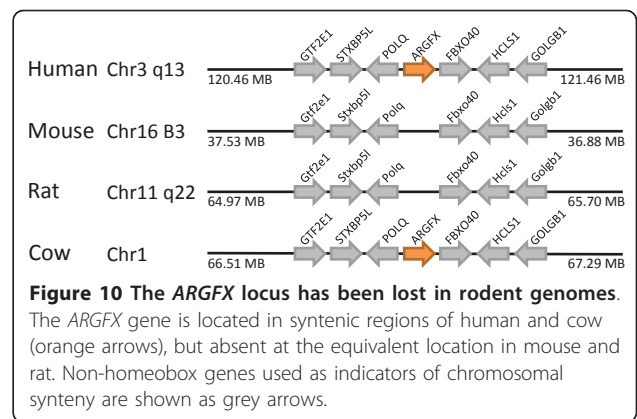 GTF2E1 STXBP5L POLQ ARGFX FBXO40 HCLS1 GOLGB1
Human Chr3 q13
120.46 MB 121.46 MB
Gtf2e1 Stxbp5l Polq Fbxo40 Hcls1 Golgb1
Mouse Chr16 B3
37.53 MB 36.88 MB
Gtf2e1 Stxbp5l Polq Fbxo40 Hcls1 Golgb1
Rat Chr11 q22
64.97 MB 65.70 MB
GTF2E1 STXBP5L POLQ ARGFX FBXO40 HCLS1 GOLGB1
Cow Chr1
66.51 MB 67.29 MB
Figure 10 The ARGFX locus has been lost in rodent genomes.
The ARGFX gene is located in syntenic regions of human and cow
(orange arrows), but absent at the equivalent location in mouse and
rat. Non-homeobox genes used as indicators of chromosomal
synteny are shown as grey arrows.